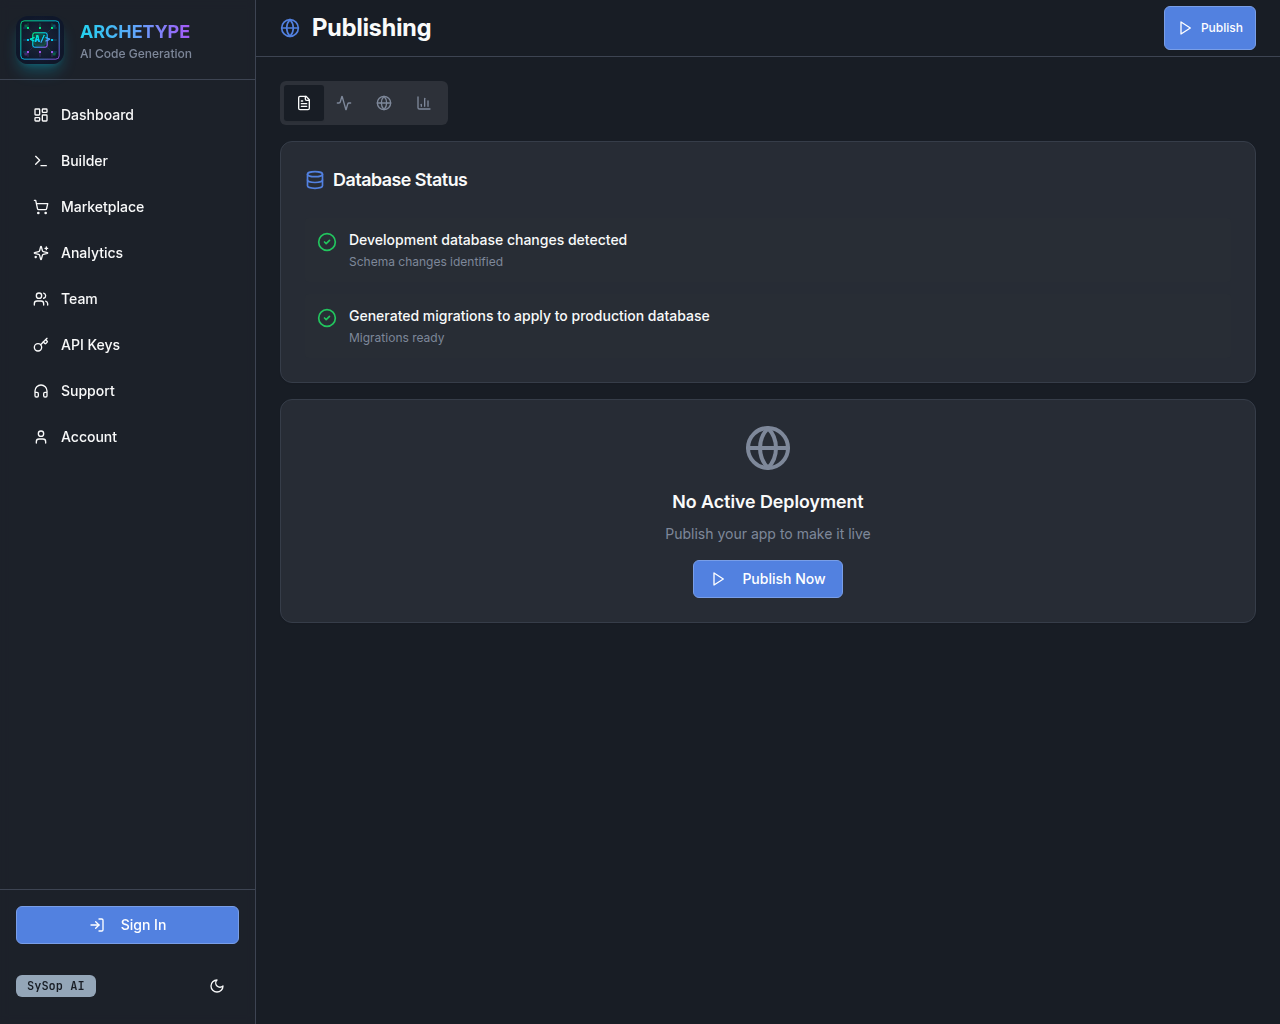 <A/>
ARCHETYPE
AI Code Generation
Dashboard
Builder
Marketplace
Analytics
Team
API Keys
Support
Account
Sign In
SySop AI
Publishing
Publish
Database Status
Development database changes detected
Schema changes identified
Generated migrations to apply to production database
Migrations ready
No Active Deployment
Publish your app to make it live
Publish Now